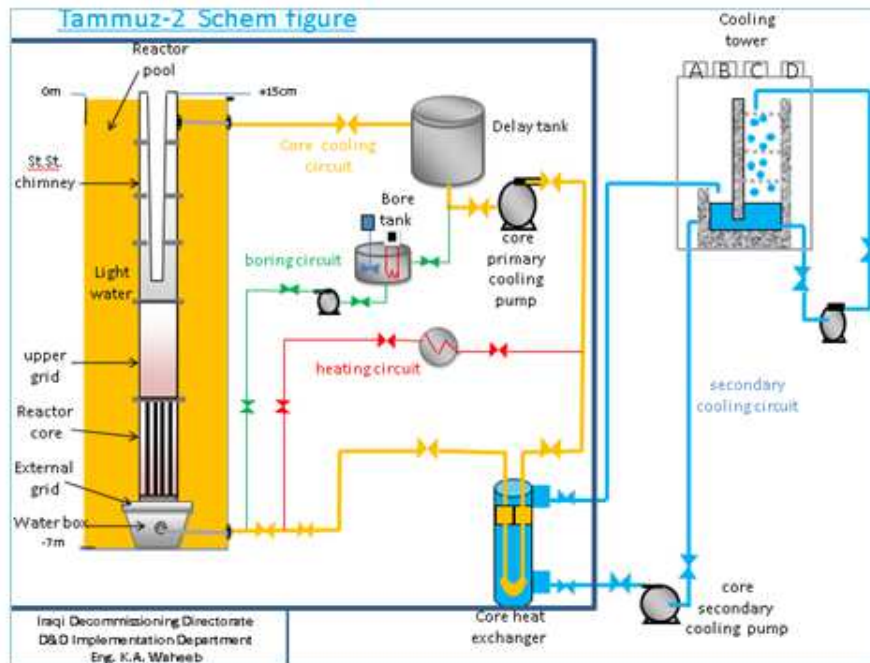 Tammuz-2 Schem figure
Reactor
pool
0m
+15cm
St.St.
chimney
Light
water
upper
grid
Reactor
core
External
grid
Water box
-7m
Core cooling
circuit
Delay tank
Bore
tank
boring circuit
core
primary
cooling
pump
heating circuit
Core heat
exchanger
Cooling
tower
A B C D
secondary
cooling circuit
core
secondary
cooling pump
Iraqi Decommissioning Directorate
D&D Implementation Department
Eng. K.A. Waheeb